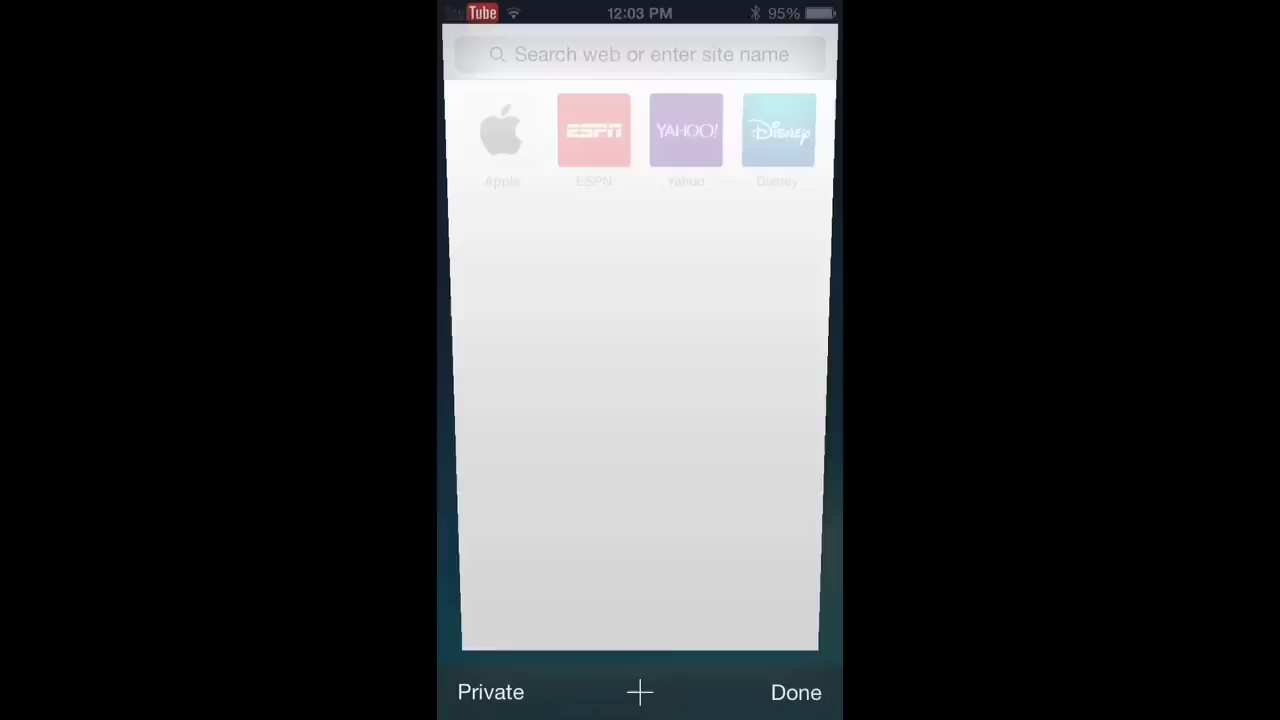 Tube 12:03 PM 95%
Search web or enter site name
ESPN YAHOO! Disney
Apple ESPN Yahoo Disney
Private + Done